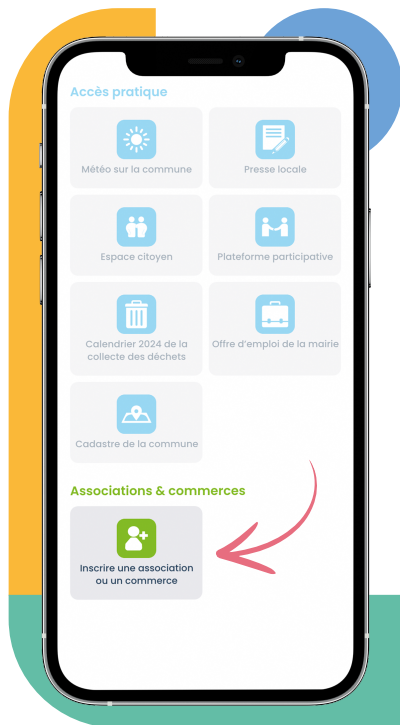 Accès pratique
Météo sur la commune
Presse locale
Espace citoyen
Plateforme participative
Calendrier 2024 de la
collecte des déchets
Offre d'emploi de la mairie
Cadastre de la commune
Associations & commerces
Inscrire une association
ou un commerce